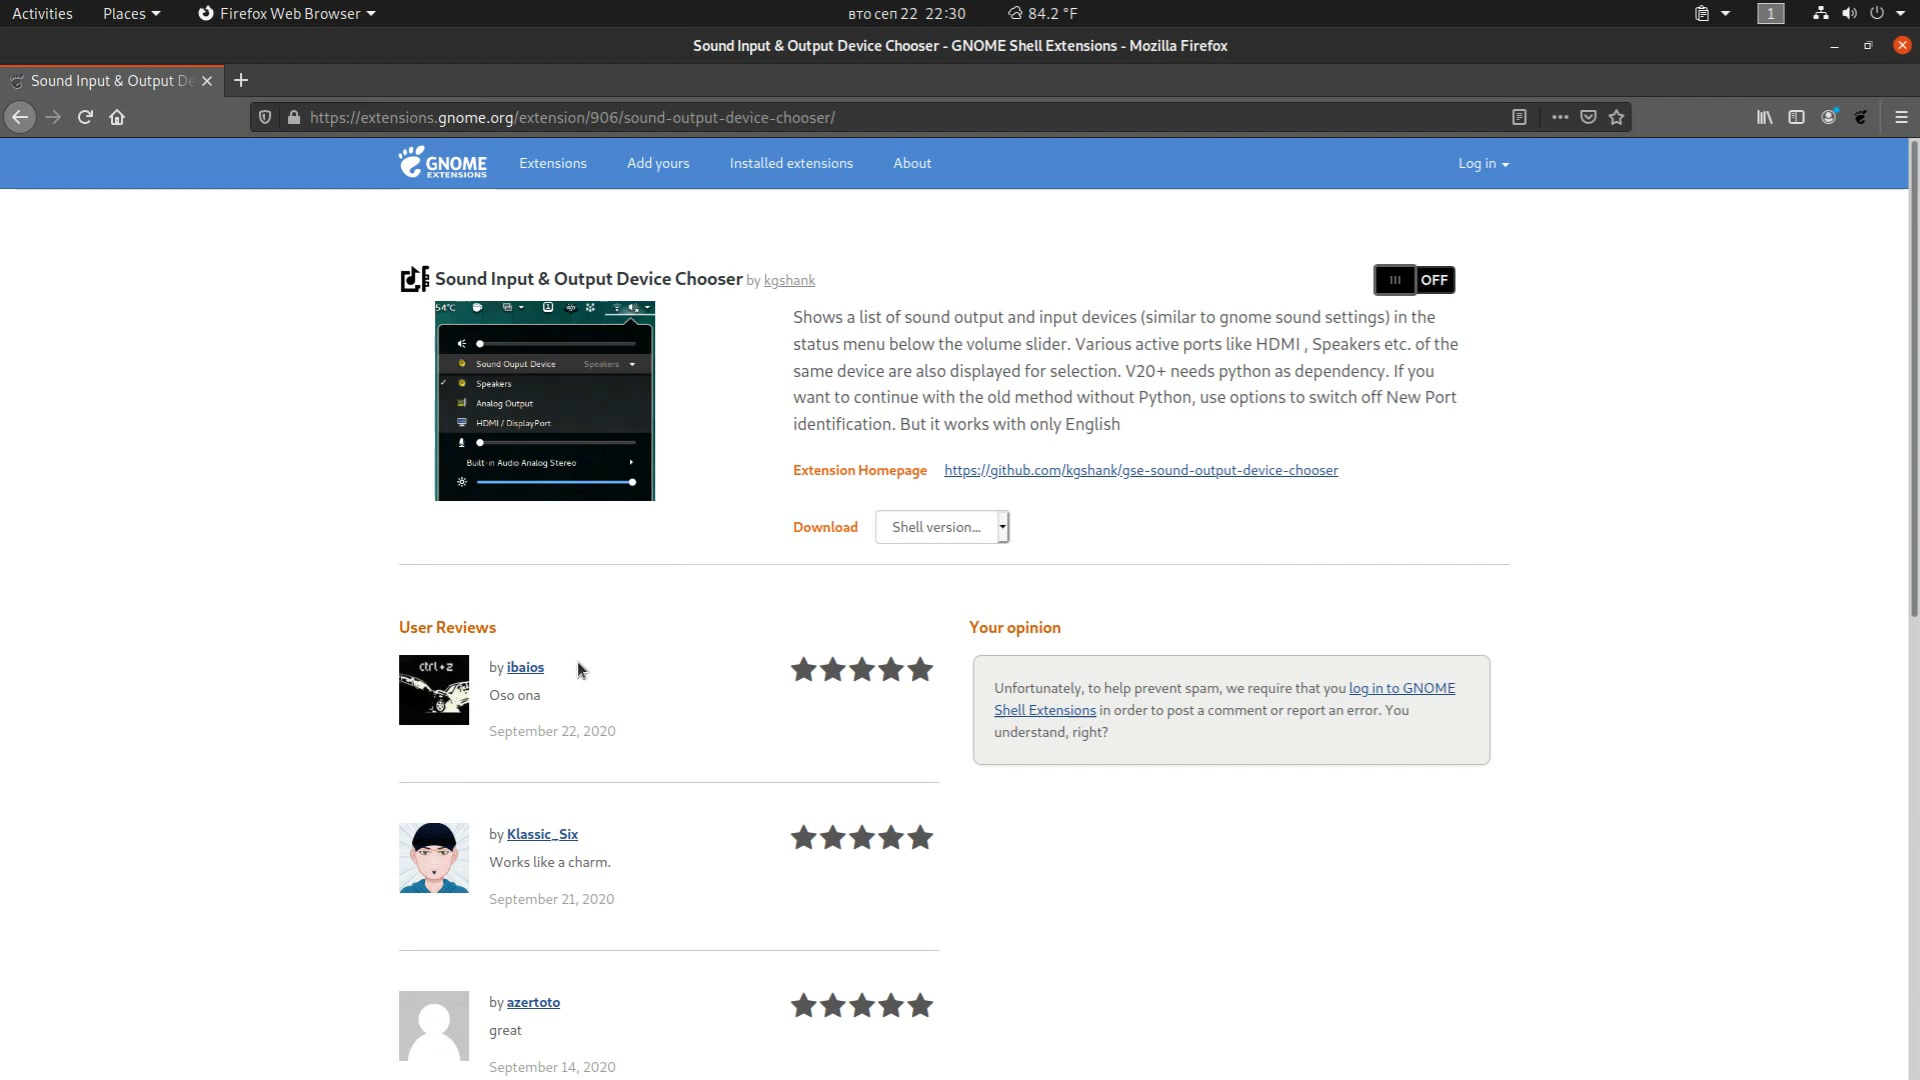 Activities Places Firefox Web Browser вто сеп 22 22:30 84.2 °F 1
Sound Input & Output Device Chooser - GNOME Shell Extensions - Mozilla Firefox
Sound Input & Output De
https://extensions.gnome.org/extension/906/sound-output-device-chooser/
GNOME EXTENSIONS Extensions Add yours Installed extensions About Log in
Sound Input & Output Device Chooser by kgshank OFF
54°C
Sound Ouput Device Speakers
Speakers
Analog Output
HDMI / DisplayPort
Built-in Audio Analog Stereo
Shows a list of sound output and input devices (similar to gnome sound settings) in the
status menu below the volume slider. Various active ports like HDMI , Speakers etc. of the
same device are also displayed for selection. V20+ needs python as dependency. If you
want to continue with the old method without Python, use options to switch off New Port
identification. But it works with only English
Extension Homepage https://github.com/kgshank/gse-sound-output-device-chooser
Download Shell version...
User Reviews
ctrl+z
by ibaios
Oso ona
September 22, 2020
by Klassic_Six
Works like a charm.
September 21, 2020
by azertoto
great
September 14, 2020
Your opinion
Unfortunately, to help prevent spam, we require that you log in to GNOME
Shell Extensions in order to post a comment or report an error. You
understand, right?